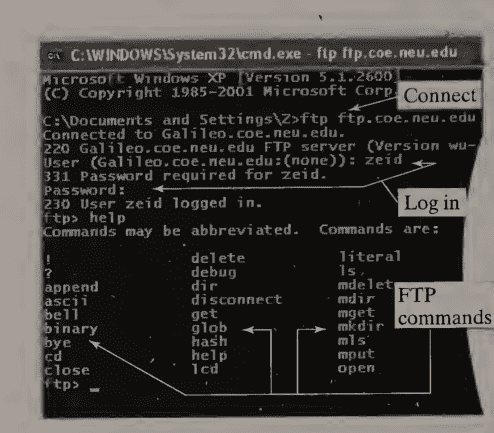 C:\WINDOWS\System32\cmd.exe - ftp ftp.coe.neu.edu
Microsoft Windows XP [Version 5.1.2600]
(C) Copyright 1985-2001 Microsoft Corp.
Connect
C:\Documents and Settings\Z>ftp ftp.coe.neu.edu
Connected to Galileo.coe.neu.edu.
220 Galileo.coe.neu.edu FTP server (Version wu-
User (Galileo.coe.neu.edu:(none)): zeid
331 Password required for zeid.
Password:
230 User zeid logged in.
Log in
ftp> help
Commands may be abbreviated. Commands are:
! delete literal
? debug ls
append dir mdelet
ascii disconnect mdir
bell get mget
binary glob mkdir
bye hash mls
cd help mput
close lcd open
FTP
commands
ftp> _